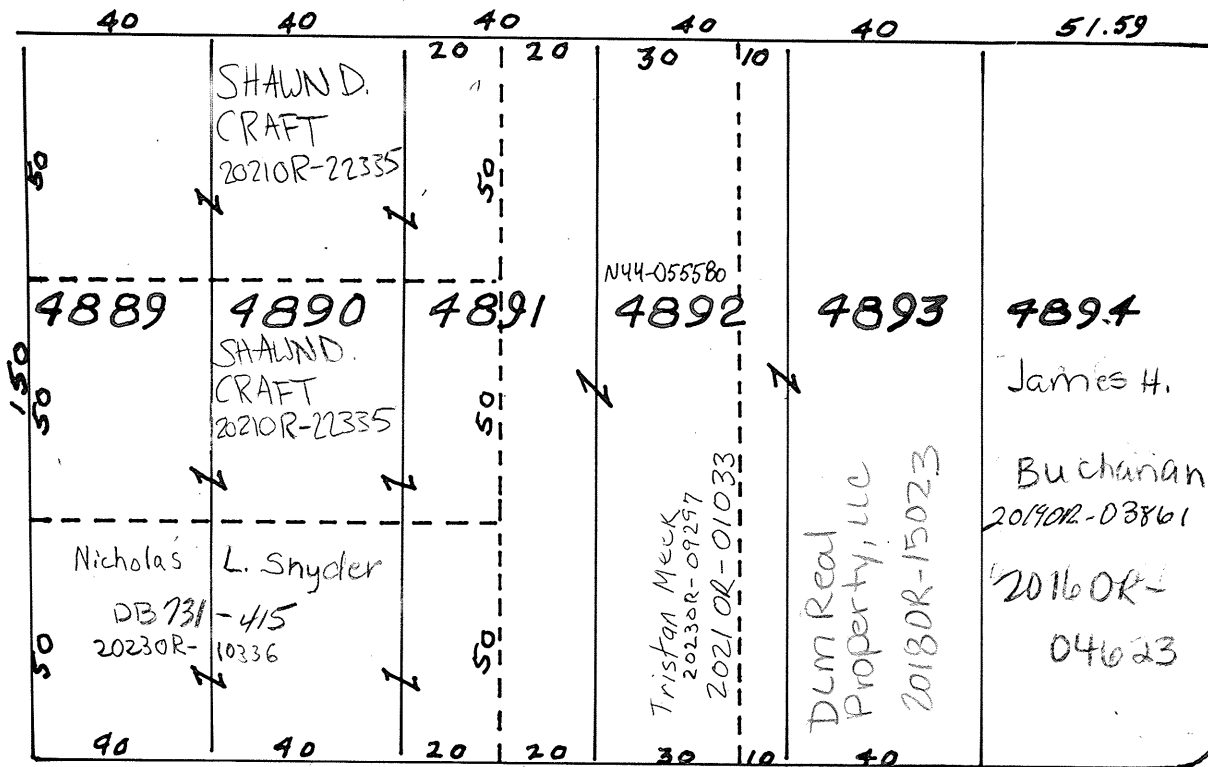 40 40 40 40 40 51.59
20 20 30 10
SHAWN D.
CRAFT
2021OR-22335
50 50
N44-055580
4889 4890 4891 4892 4893 4894
SHAWN D.
CRAFT
2021OR-22335
150
50 50
James H.
Buchanan
2019OR-03861
2016OR-
04623
Nicholas L. Snyder
DB 731-415
2023OR-10336
50 50
Tristan Meck
2023OR-09297
2021OR-01033
DLM Real
Property, LLC
2018OR-15023
40 40 20 20 30 10 40